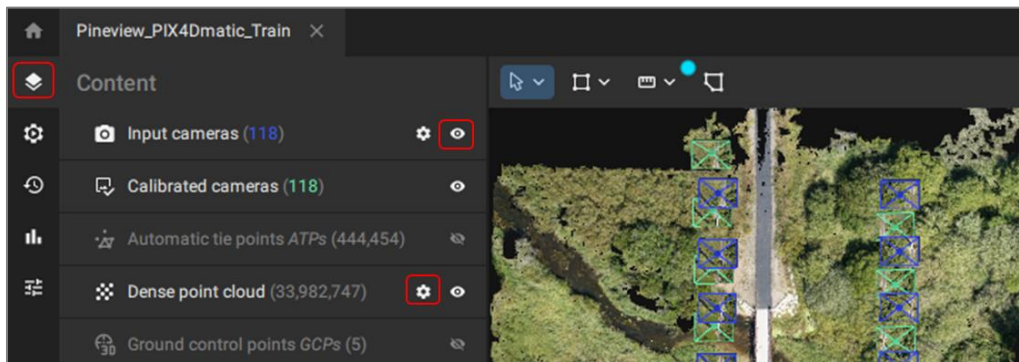 Pineview_PIX4Dmatic_Train
Content
Input cameras (118)
Calibrated cameras (118)
Automatic tie points ATPs (444,454)
Dense point cloud (33,982,747)
3D
Ground control points GCPs (5)